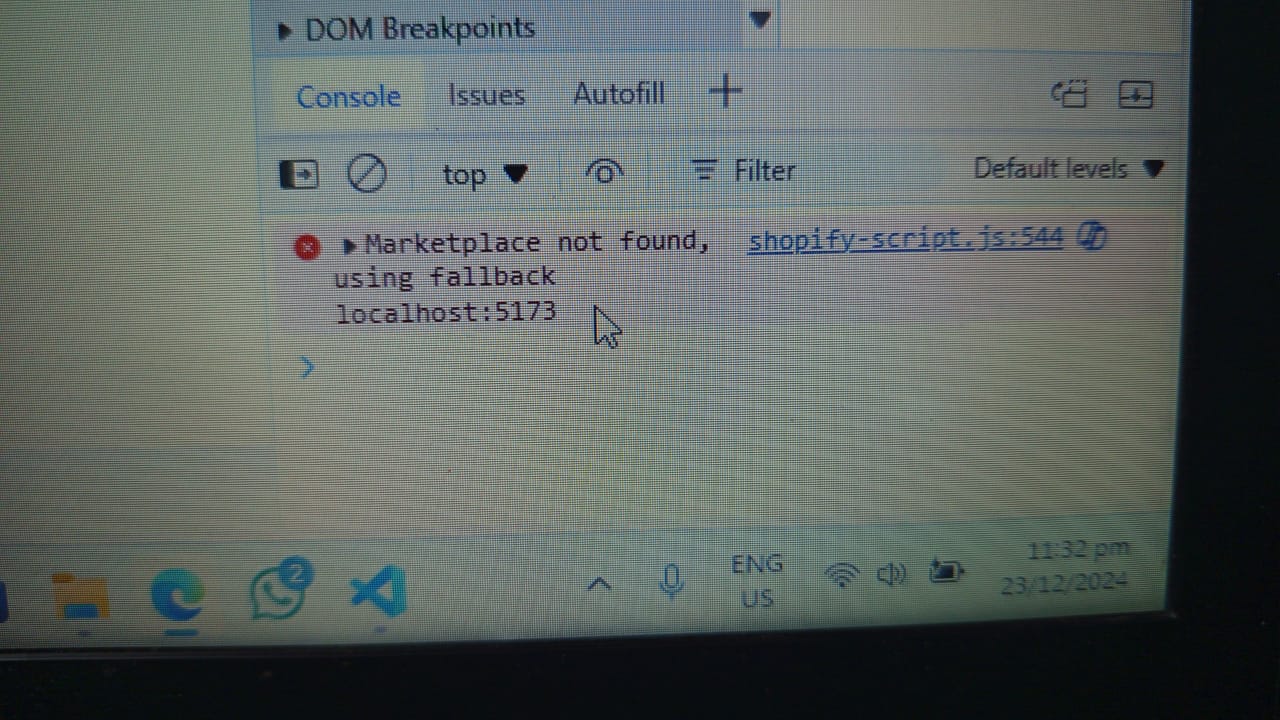 DOM Breakpoints
Console Issues Autofill
top Filter Default levels
Marketplace not found, shopify-script.js:544
using fallback
localhost:5173
2
ENG
US
11:32 pm
23/12/2024